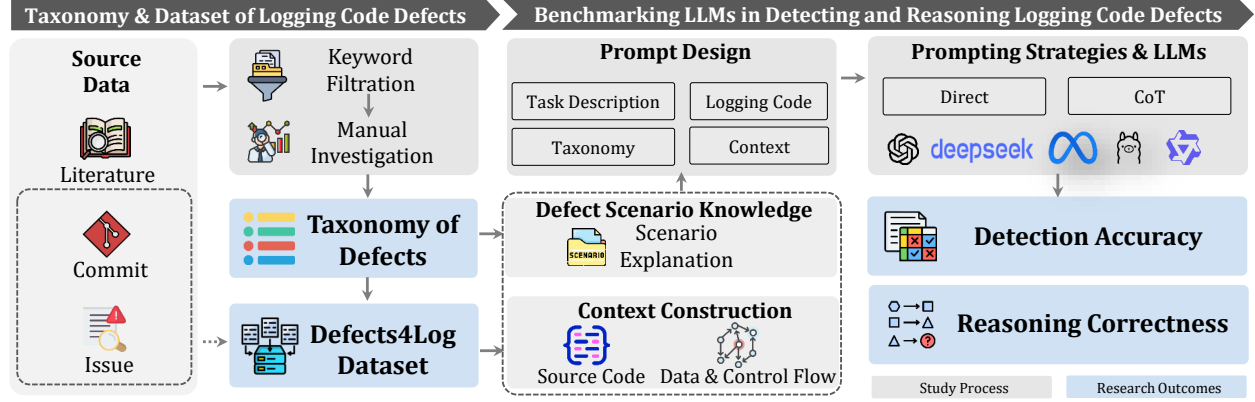 Taxonomy & Dataset of Logging Code Defects
Benchmarking LLMs in Detecting and Reasoning Logging Code Defects
Source
Data
Literature
Commit
Issue
Keyword
Filtration
Manual
Investigation
Taxonomy of
Defects
Defects4Log
Dataset
Prompt Design
Task Description
Logging Code
Taxonomy
Context
Defect Scenario Knowledge
SCENARIO
Scenario
Explanation
Context Construction
Source Code
Data & Control Flow
Prompting Strategies & LLMs
Direct
CoT
deepseek
Detection Accuracy
?
Reasoning Correctness
Study Process
Research Outcomes